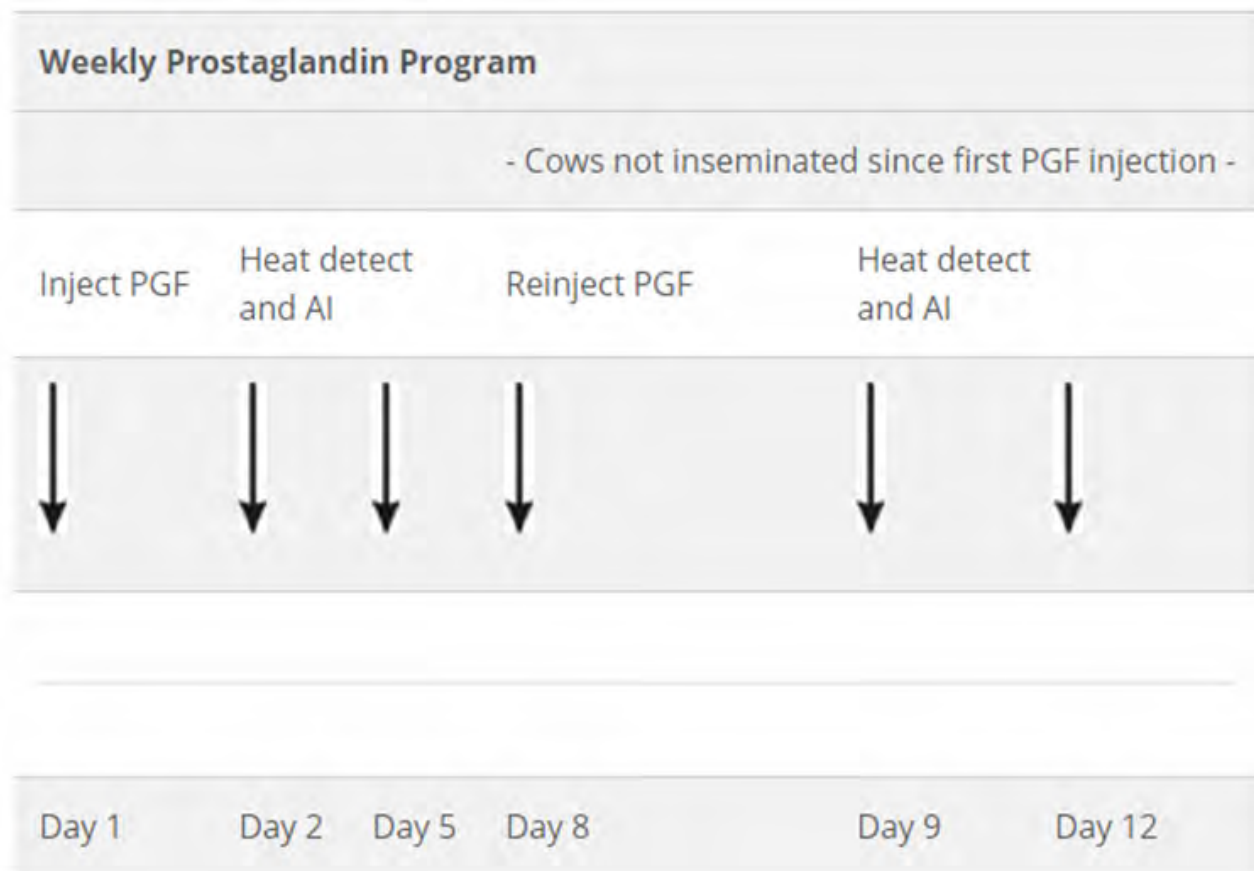 Weekly Prostaglandin Program
- Cows not inseminated since first PGF injection -
Inject PGF
Heat detect
and AI
Reinject PGF
Heat detect
and AI
Day 1
Day 2
Day 5
Day 8
Day 9
Day 12